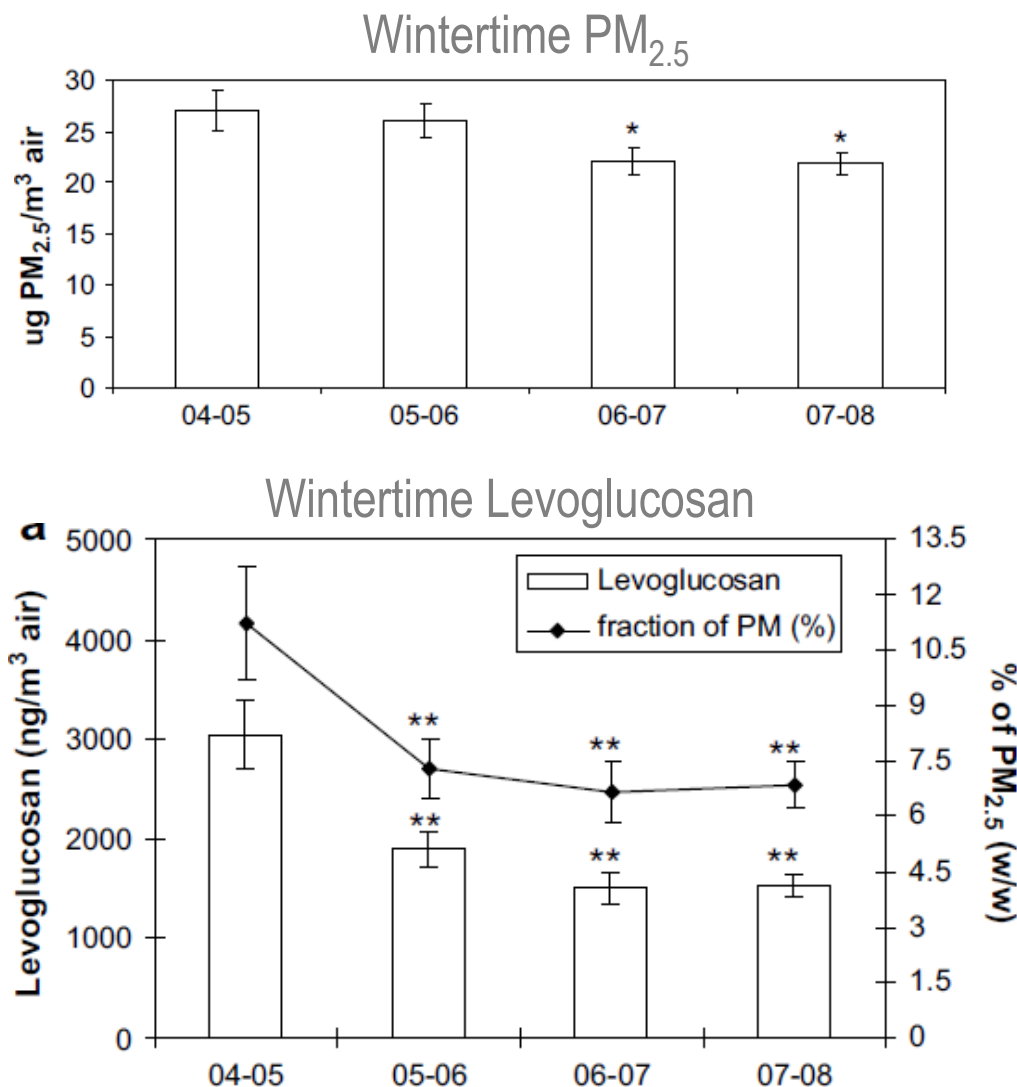 Wintertime PM2.5
ug PM2.5/m³ air
30
25
20
15
10
5
0
*
*
04-05 05-06 06-07 07-08
Wintertime Levoglucosan
a
Levoglucosan (ng/m³ air)
5000
4000
3000
2000
1000
0
Levoglucosan
fraction of PM (%)
** ** **
** ** **
13.5
12
10.5
9
7.5
6
4.5
3
1.5
0
% of PM2.5 (w/w)
04-05 05-06 06-07 07-08